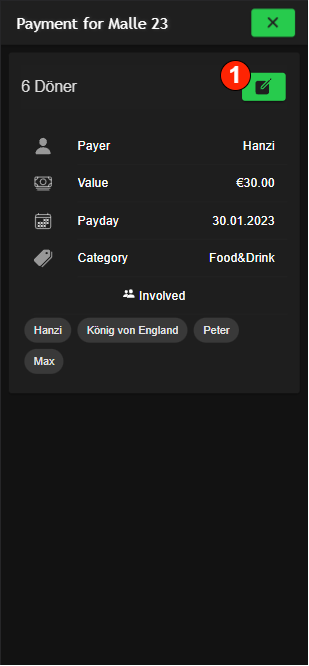 Payment for Malle 23
6 Döner
1
Payer Hanzi
Value €30.00
Payday 30.01.2023
Category Food&Drink
Involved
Hanzi König von England Peter
Max